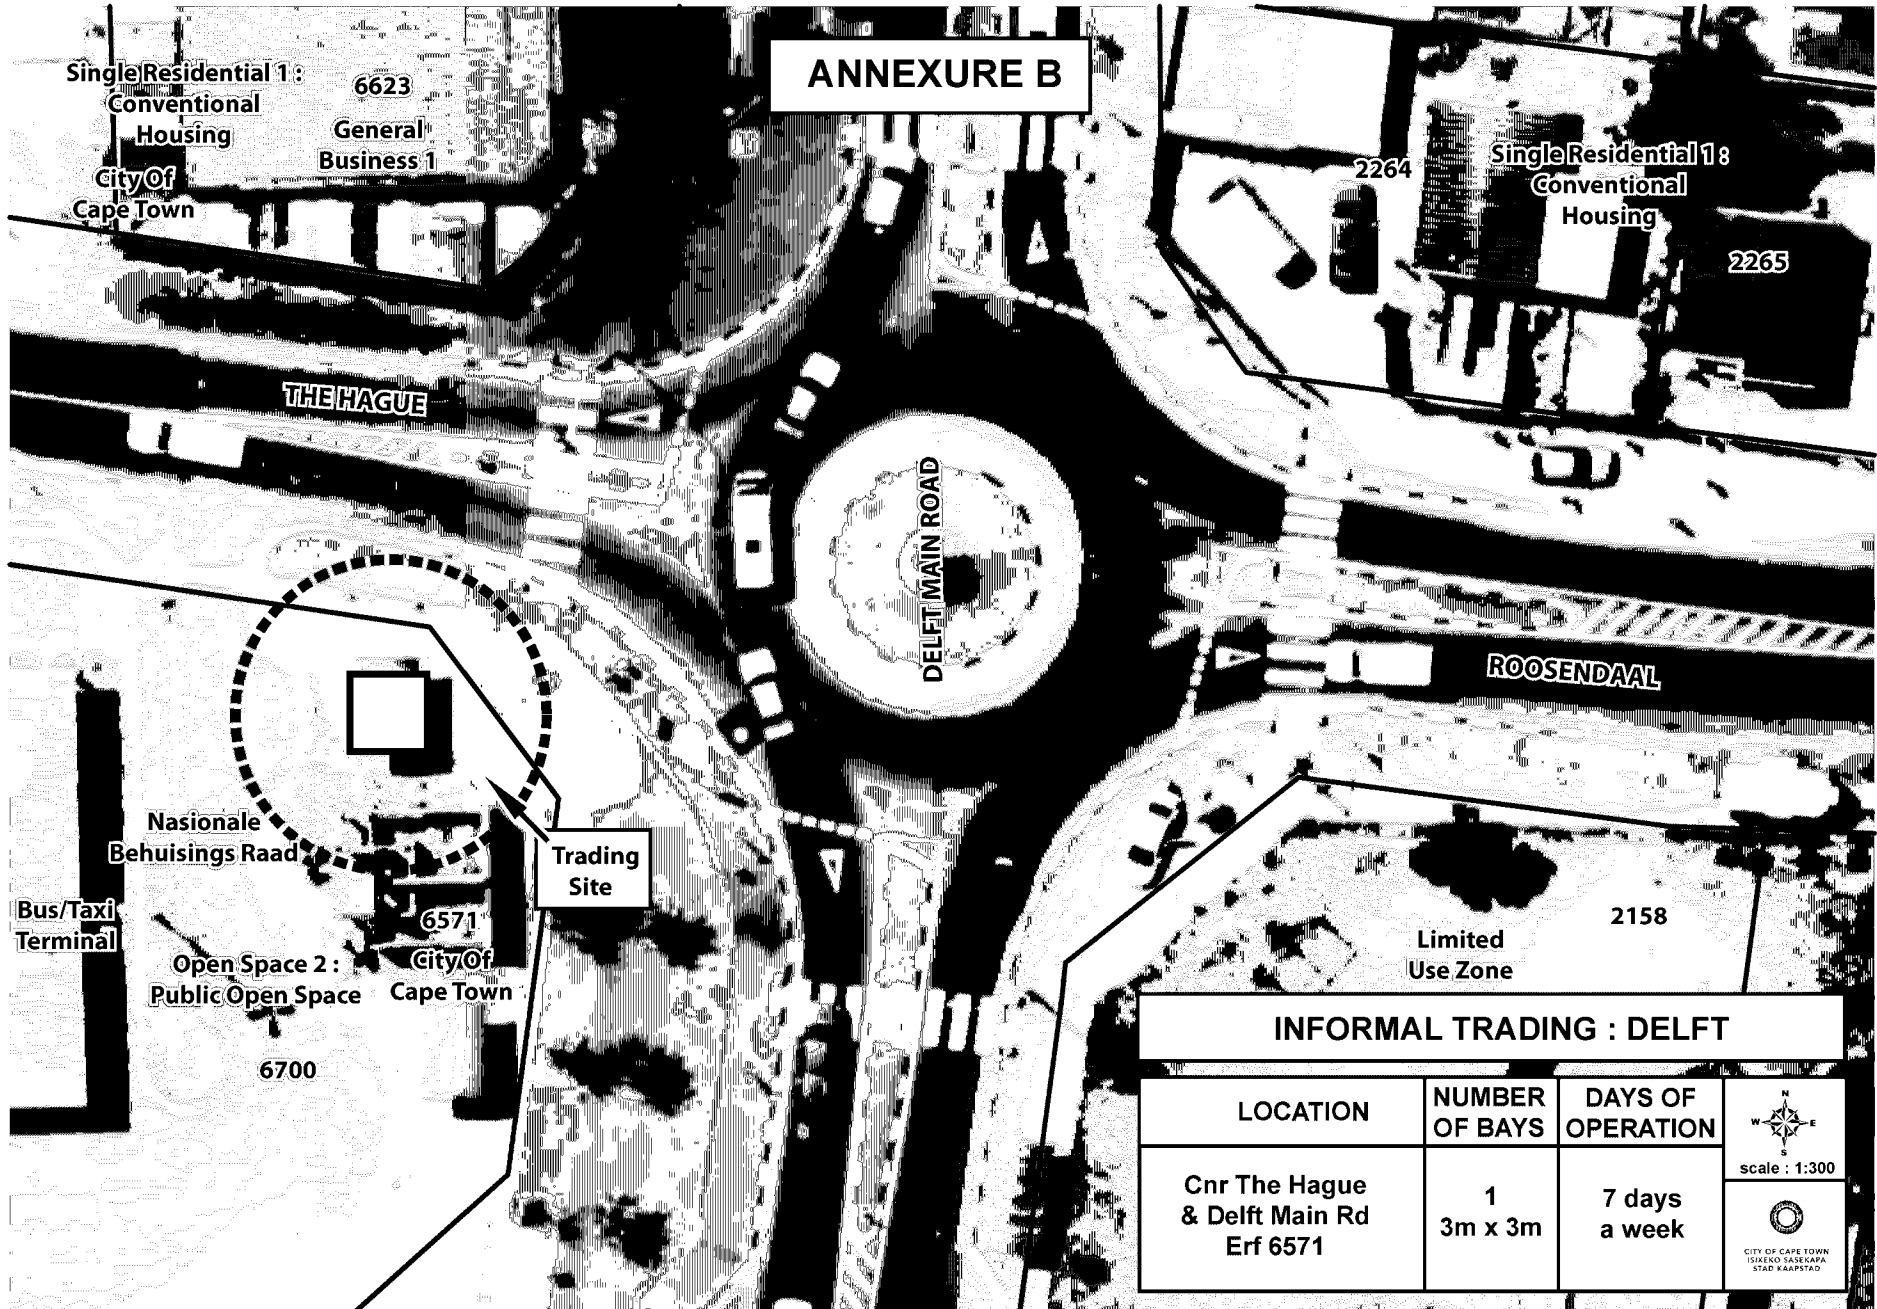 ANNEXURE B
Single Residential 1 :
Conventional
Housing
6623
General
Business 1
City Of
Cape Town
2264
Single Residential 1 :
Conventional
Housing
2265
THE HAGUE
DELFT MAIN ROAD
ROOSENDAAL
Nasionale
Behuisings Raad
Trading
Site
Bus/Taxi
Terminal
6571
City Of
Cape Town
Open Space 2 :
Public Open Space
6700
2158
Limited
Use Zone
INFORMAL TRADING : DELFT
LOCATION
NUMBER
OF BAYS
DAYS OF
OPERATION
N
W E
S
scale : 1:300
Cnr The Hague
& Delft Main Rd
Erf 6571
1
3m x 3m
7 days
a week
CITY OF CAPE TOWN
ISIXEKO SASEKAPA
STAD KAAPSTAD